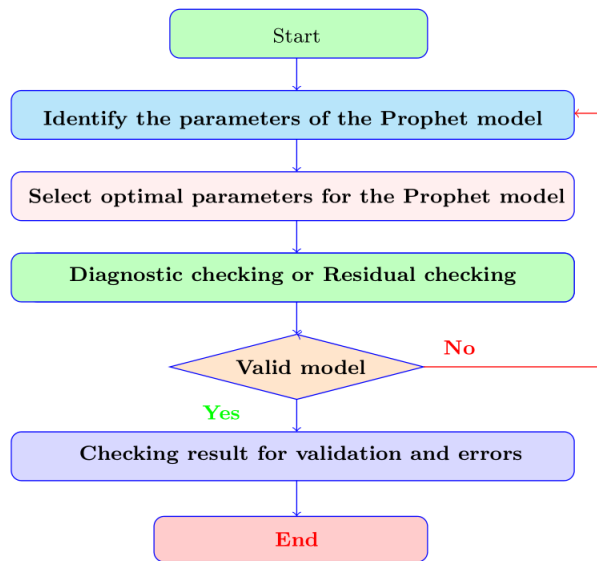 Start
Identify the parameters of the Prophet model
Select optimal parameters for the Prophet model
Diagnostic checking or Residual checking
Valid model
No
Yes
Checking result for validation and errors
End